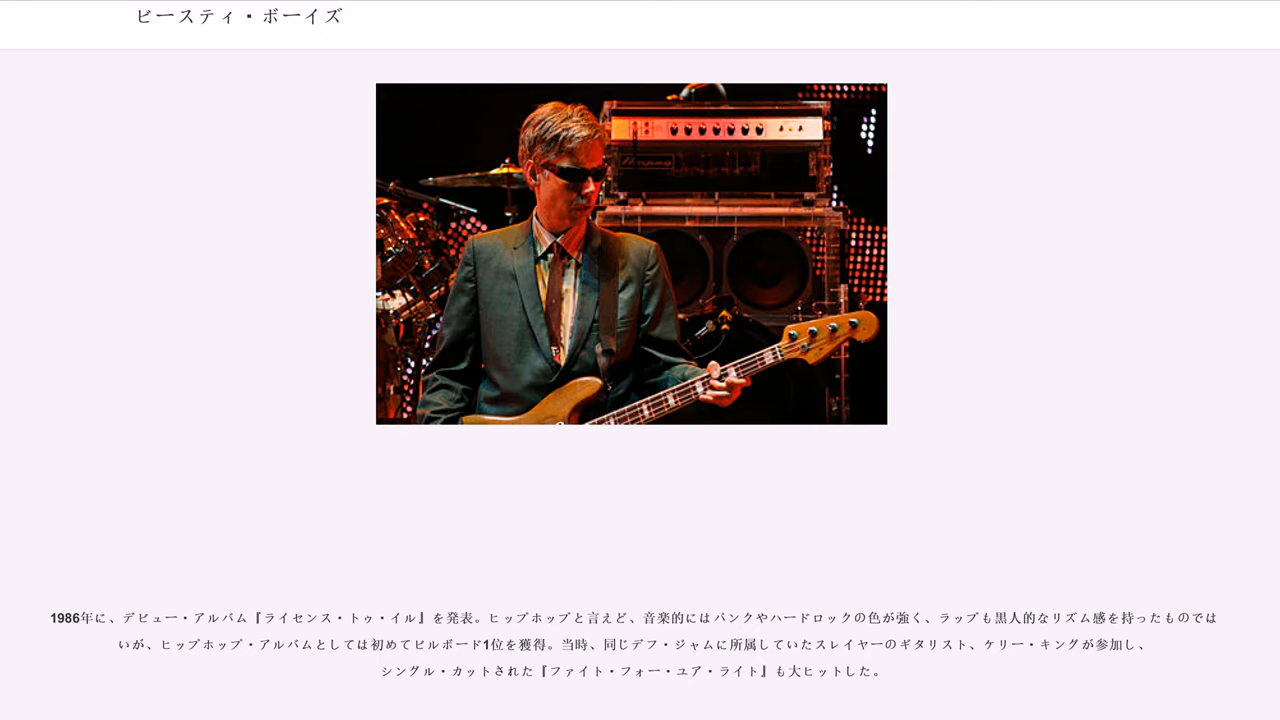 ビースティ・ボーイズ
Ampeg
1986年に、デビュー・アルバム『ライセンス・トゥ・イル』を発表。ヒップホップと言えど、音楽的にはパンクやハードロックの色が強く、ラップも黒人的なリズム感を持ったものでは
いが、ヒップホップ・アルバムとしては初めてビルボード1位を獲得。当時、同じデフ・ジャムに所属していたスレイヤーのギタリスト、ケリー・キングが参加し、
シングル・カットされた『ファイト・フォー・ユア・ライト』も大ヒットした。